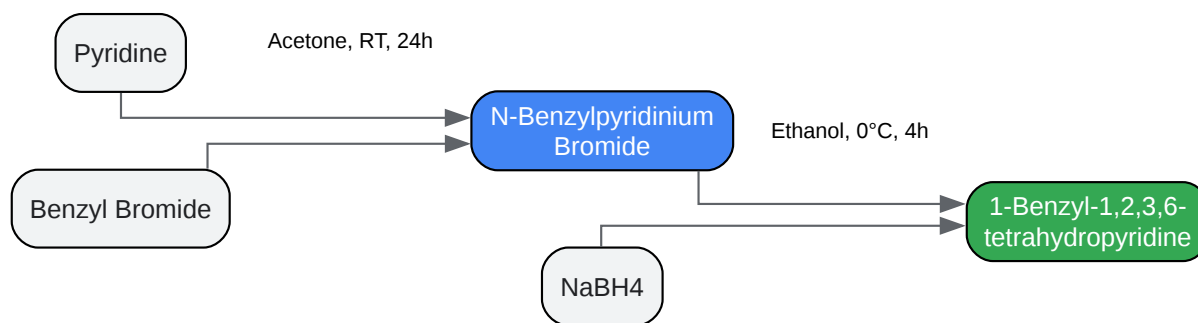 Pyridine
Acetone, RT, 24h
Benzyl Bromide
N-Benzylpyridinium
Bromide
Ethanol, 0°C, 4h
NaBH4
1-Benzyl-1,2,3,6-
tetrahydropyridine